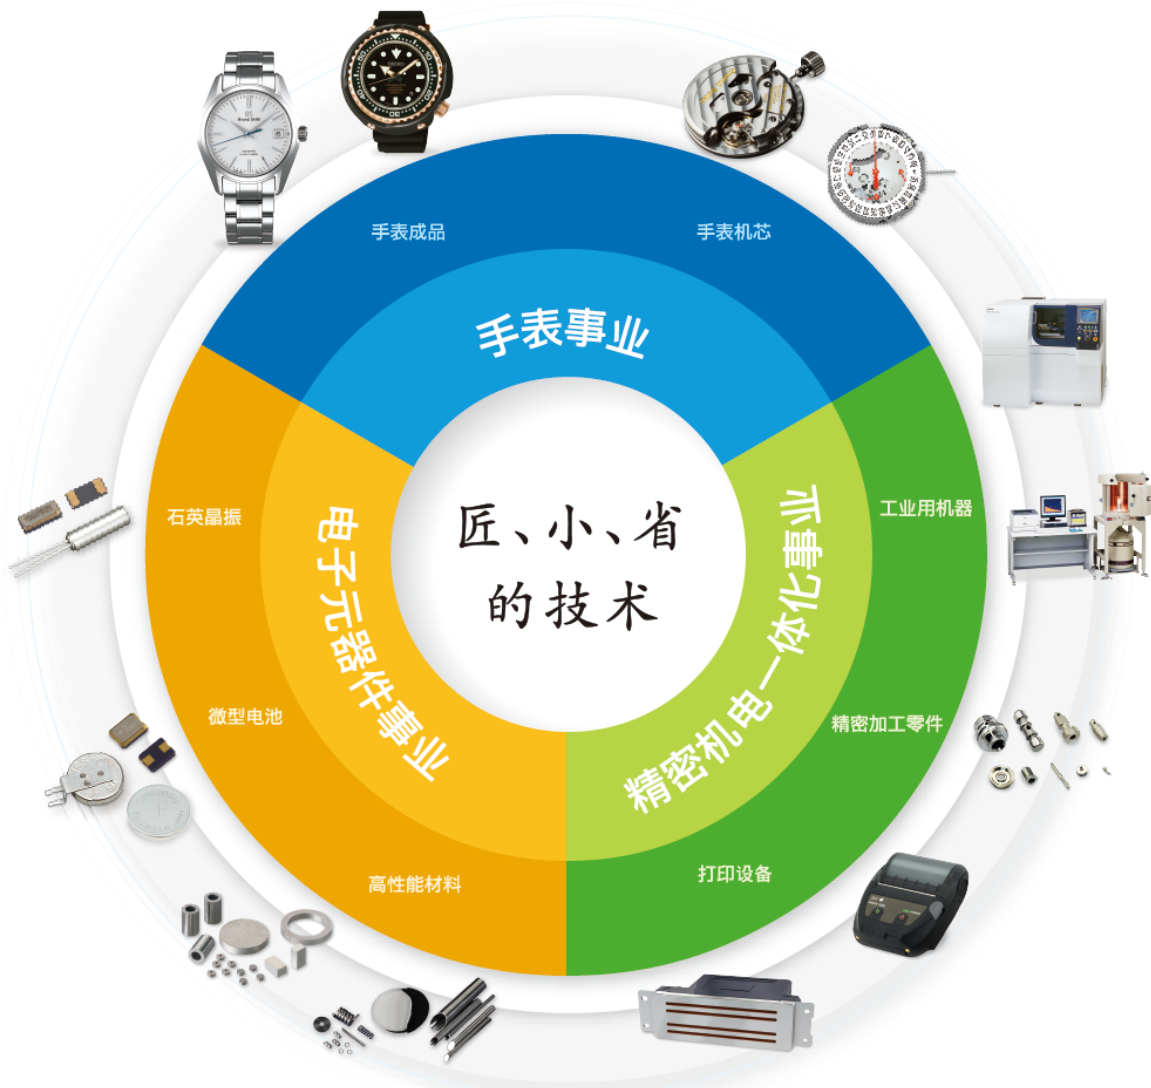 SEIKO
Grand Seiko
手表成品
手表机芯
手表事业
石英晶振
工业用机器
匠、小、省
的技术
电子元器件事业
精密机电一体化事业
微型电池
精密加工零件
高性能材料
打印设备